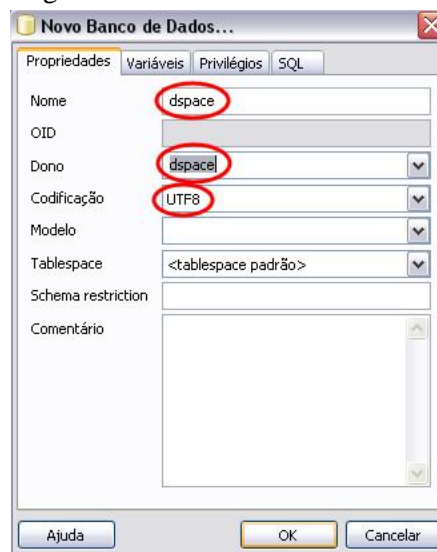 Novo Banco de Dados...
Propriedades Variáveis Privilégios SQL
Nome dspace
OID
Dono dspace
Codificação UTF8
Modelo
Tablespace <tablespace padrão>
Schema restriction
Comentário
Ajuda OK Cancelar